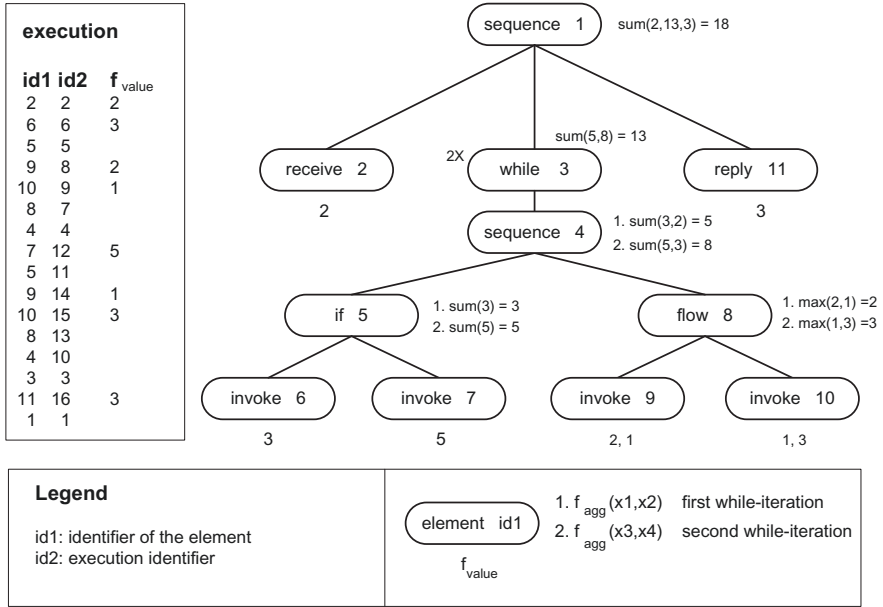 execution
id1 id2 f value
2 2 2
6 6 3
5 5
9 8 2
10 9 1
8 7
4 4
7 12 5
5 11
9 14 1
10 15 3
8 13
4 10
3 3
11 16 3
1 1
sequence 1 sum(2,13,3) = 18
sum(5,8) = 13
receive 2 2X while 3 reply 11
2 3
sequence 4
1. sum(3,2) = 5
2. sum(5,3) = 8
if 5
1. sum(3) = 3
2. sum(5) = 5
flow 8
1. max(2,1) =2
2. max(1,3) =3
invoke 6 invoke 7 invoke 9 invoke 10
3 5 2, 1 1, 3
Legend
id1: identifier of the element
id2: execution identifier
element id1
f value
1. f agg (x1,x2) first while-iteration
2. f agg (x3,x4) second while-iteration